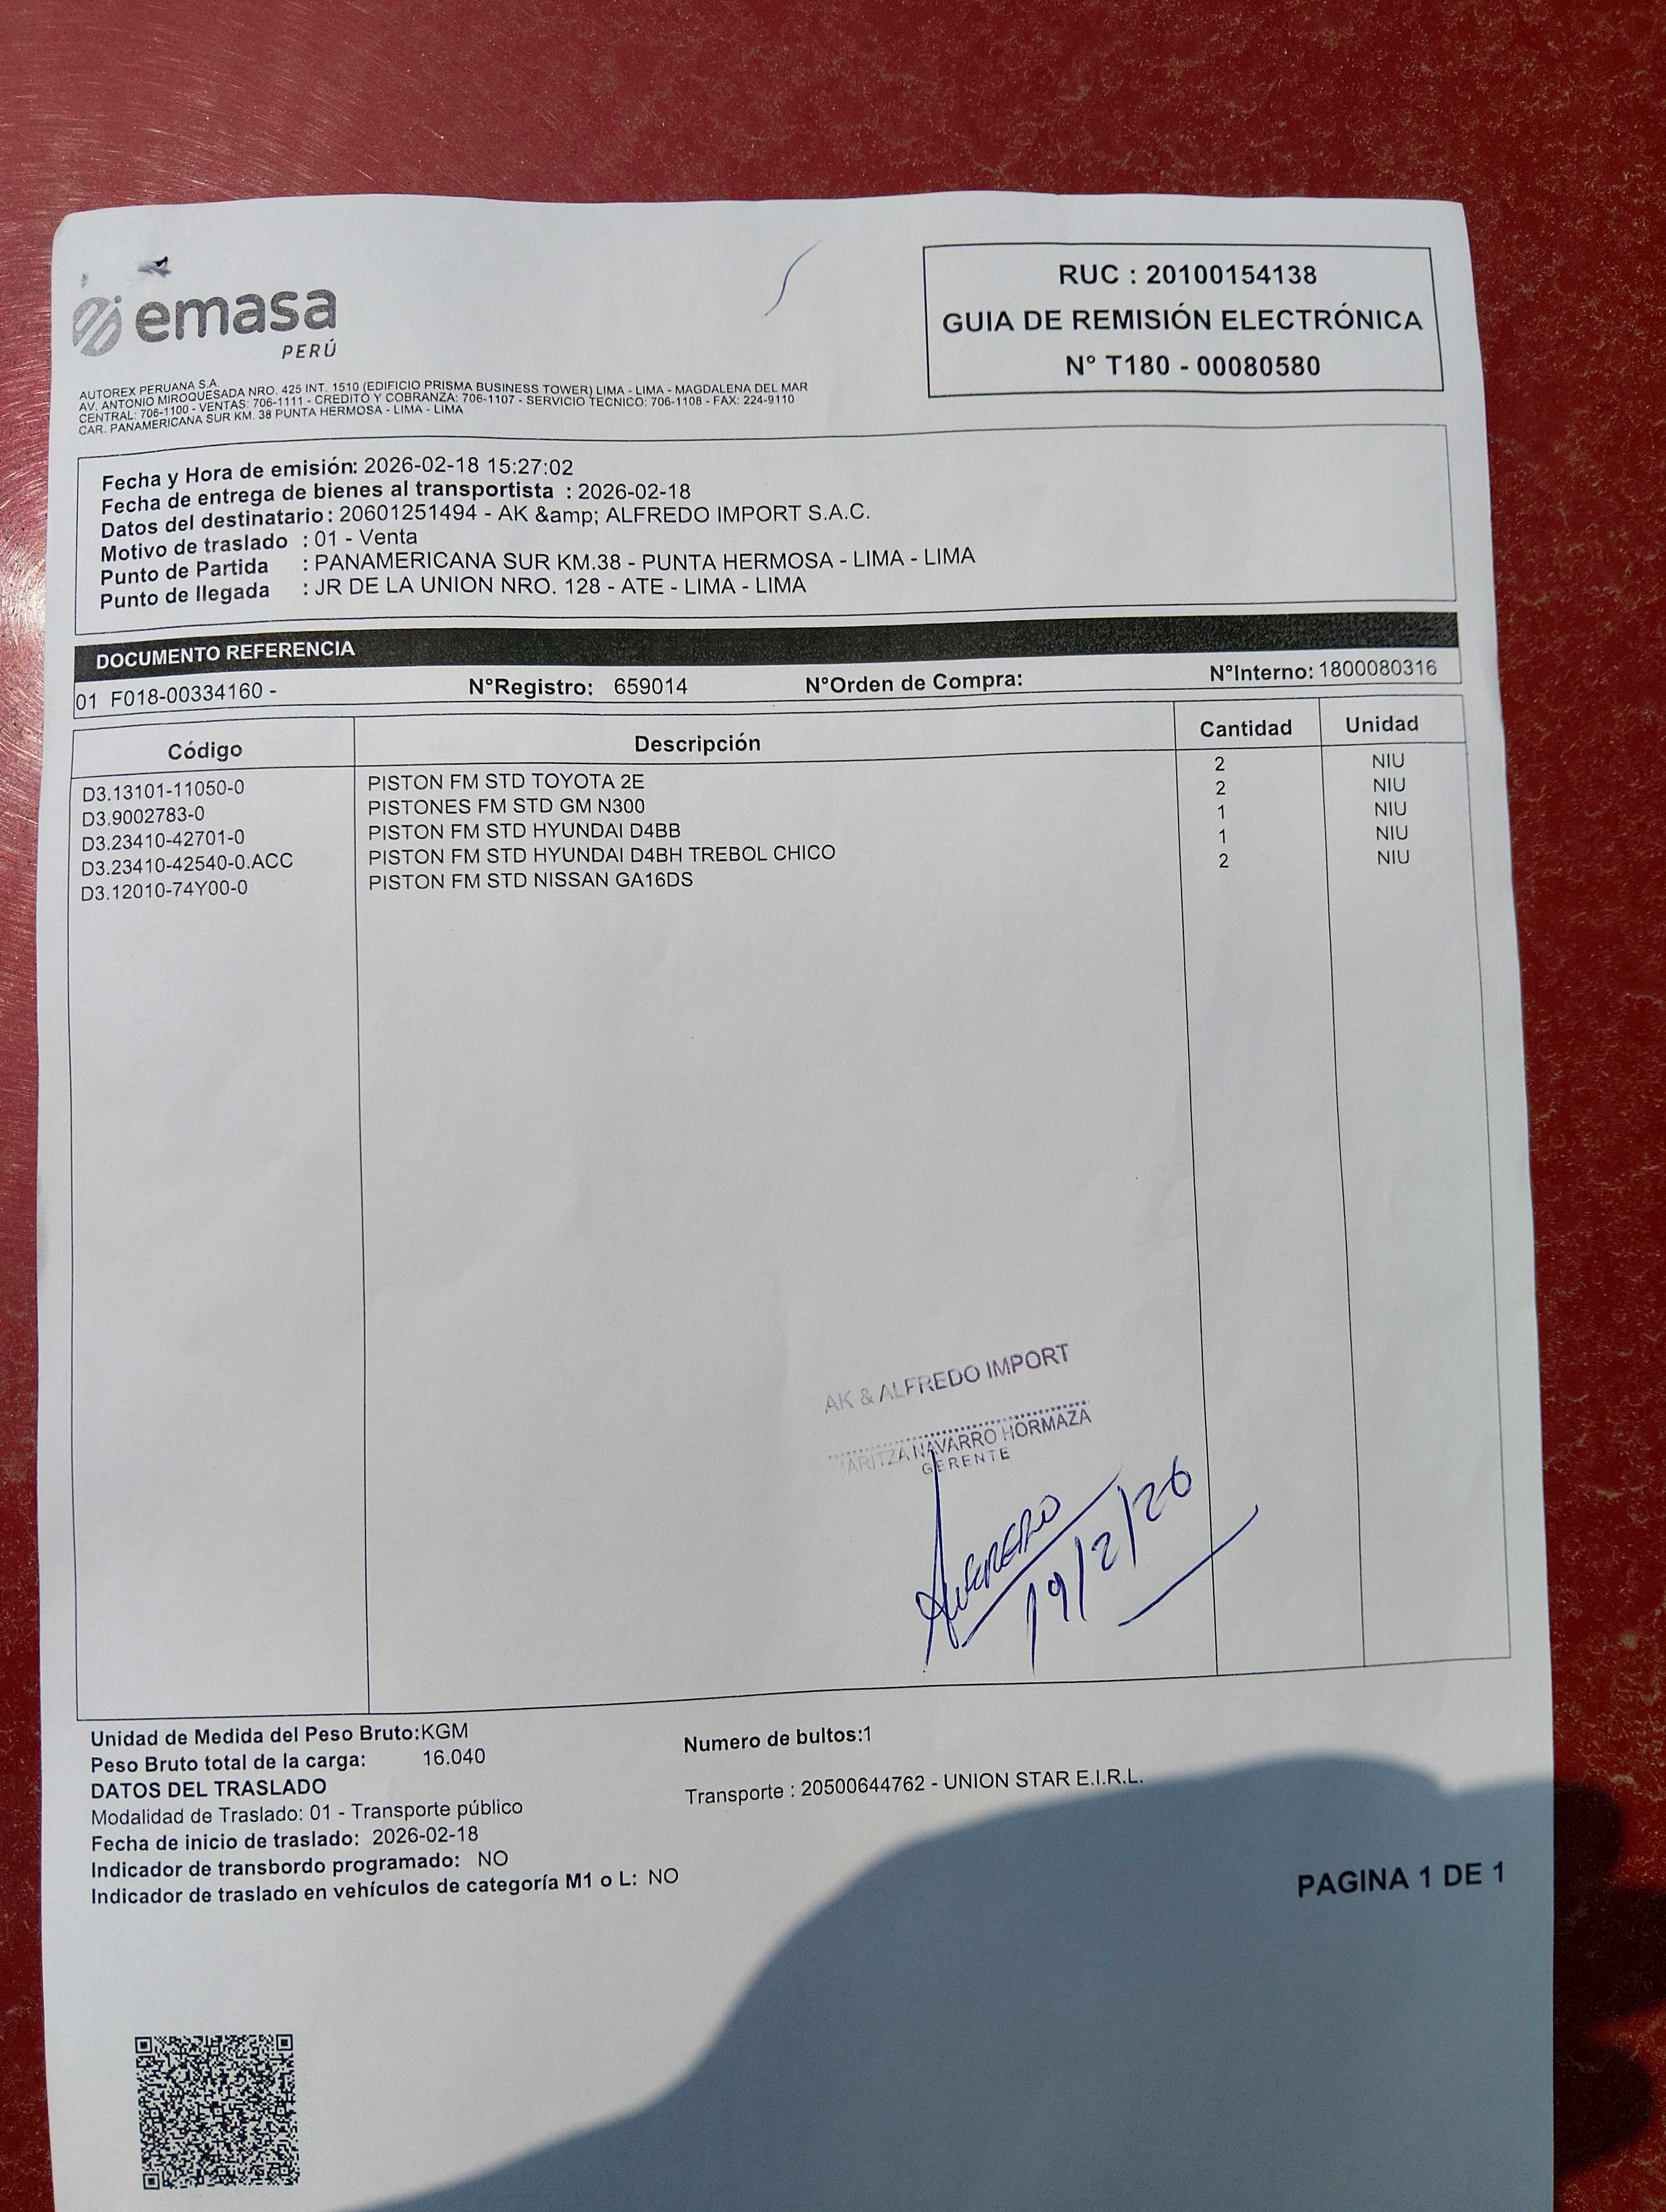 emasa
PERÚ
RUC : 20100154138
GUIA DE REMISIÓN ELECTRÓNICA
N° T180 - 00080580
AUTOREX PERUANA S.A.
AV. ANTONIO MIROQUESADA NRO. 425 INT. 1510 (EDIFICIO PRISMA BUSINESS TOWER) LIMA - LIMA - MAGDALENA DEL MAR
CENTRAL: 706-1100 - VENTAS: 706-1111 - CREDITO Y COBRANZA: 706-1107 - SERVICIO TECNICO: 706-1108 - FAX: 224-9110
CAR. PANAMERICANA SUR KM. 38 PUNTA HERMOSA - LIMA - LIMA
Fecha y Hora de emisión: 2026-02-18 15:27:02
Fecha de entrega de bienes al transportista : 2026-02-18
Datos del destinatario : 20601251494 - AK &amp; ALFREDO IMPORT S.A.C.
Motivo de traslado : 01 - Venta
Punto de Partida : PANAMERICANA SUR KM.38 - PUNTA HERMOSA - LIMA - LIMA
Punto de llegada : JR DE LA UNION NRO. 128 - ATE - LIMA - LIMA
DOCUMENTO REFERENCIA
01 F018-00334160 - N°Registro: 659014 N°Orden de Compra: N°Interno: 1800080316
Código Descripción Cantidad Unidad
D3.13101-11050-0 PISTON FM STD TOYOTA 2E 2 NIU
D3.9002783-0 PISTONES FM STD GM N300 2 NIU
D3.23410-42701-0 PISTON FM STD HYUNDAI D4BB 1 NIU
D3.23410-42540-0.ACC PISTON FM STD HYUNDAI D4BH TREBOL CHICO 1 NIU
D3.12010-74Y00-0 PISTON FM STD NISSAN GA16DS 2 NIU
AK & ALFREDO IMPORT
ARITZA NAVARRO HORMAZA
GERENTE
19/2/26
Unidad de Medida del Peso Bruto:KGM
Peso Bruto total de la carga: 16.040
Numero de bultos:1
DATOS DEL TRASLADO
Modalidad de Traslado: 01 - Transporte público
Transporte : 20500644762 - UNION STAR E.I.R.L.
Fecha de inicio de traslado: 2026-02-18
Indicador de transbordo programado: NO
Indicador de traslado en vehículos de categoría M1 o L: NO
PAGINA 1 DE 1